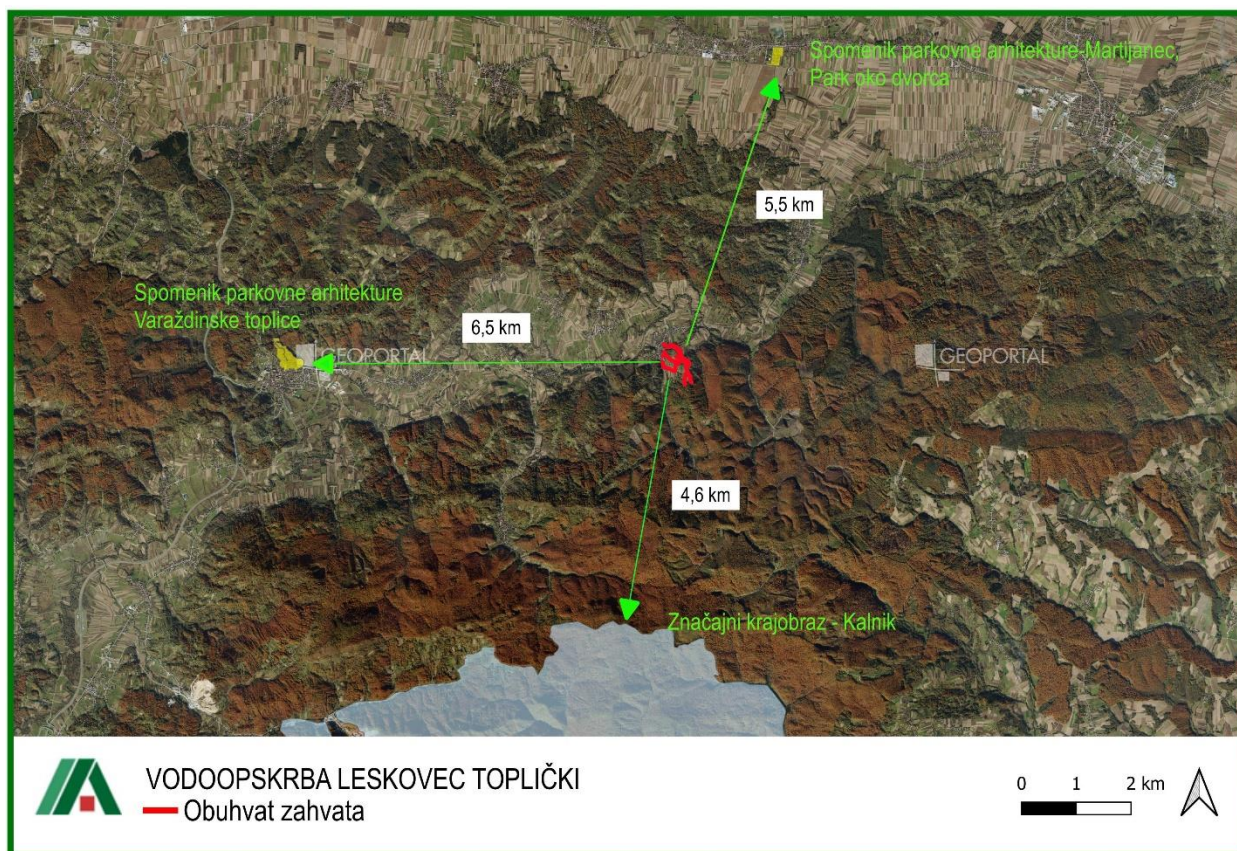 Spomenik parkovne arhitekture-Martijanec,
Park oko dvorca
5,5 km
Spomenik parkovne arhitekture
Varaždinske toplice
6,5 km
GEOPORTAL
GEOPORTAL
4,6 km
Značajni krajobraz - Kalnik
VODOOPSKRBA LESKOVEC TOPLIČKI
Obuhvat zahvata
0 1 2 km